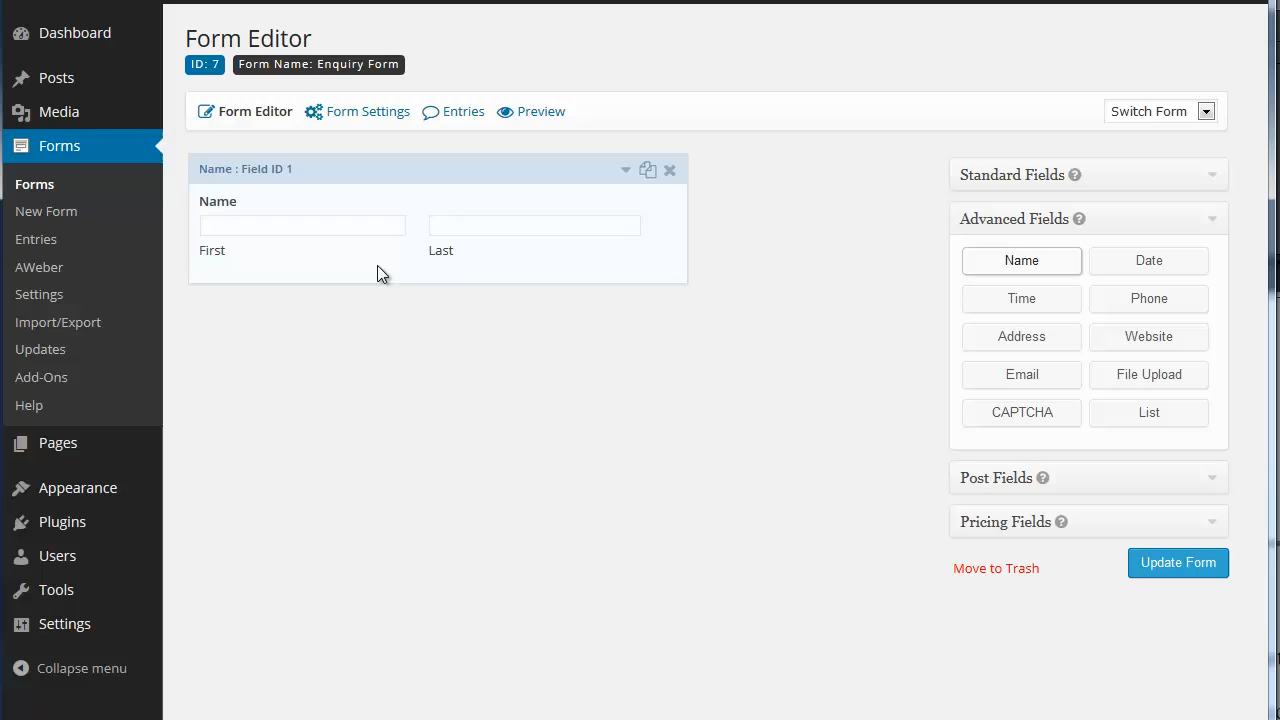 Dashboard
Posts
Media
Forms
Forms
New Form
Entries
AWeber
Settings
Import/Export
Updates
Add-Ons
Help
Pages
Appearance
Plugins
Users
Tools
Settings
Collapse menu
Form Editor
ID: 7 Form Name: Enquiry Form
Form Editor Form Settings Entries Preview Switch Form
Name : Field ID 1
Name
First Last
Standard Fields ?
Advanced Fields ?
Name Date
Time Phone
Address Website
Email File Upload
CAPTCHA List
Post Fields ?
Pricing Fields ?
Move to Trash Update Form